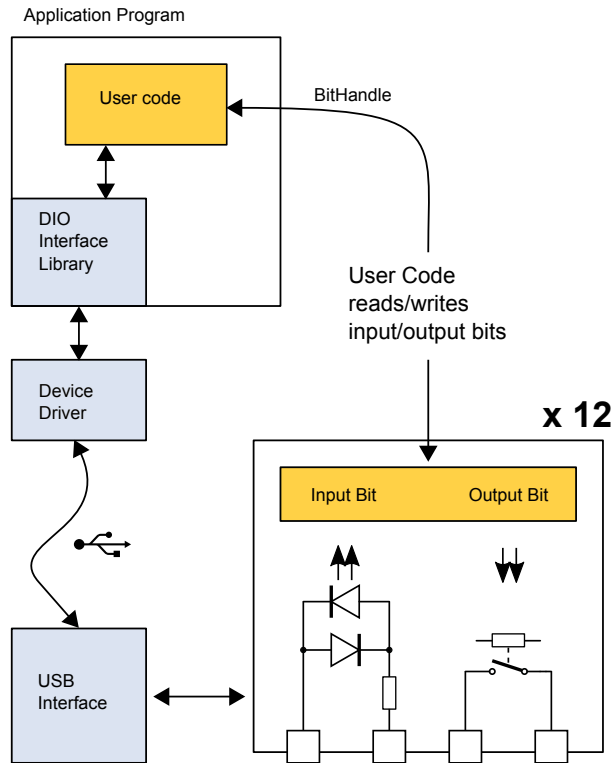 Application Program
User code
BitHandle
DIO
Interface
Library
User Code
reads/writes
input/output bits
Device
Driver
x 12
Input Bit
Output Bit
USB
Interface